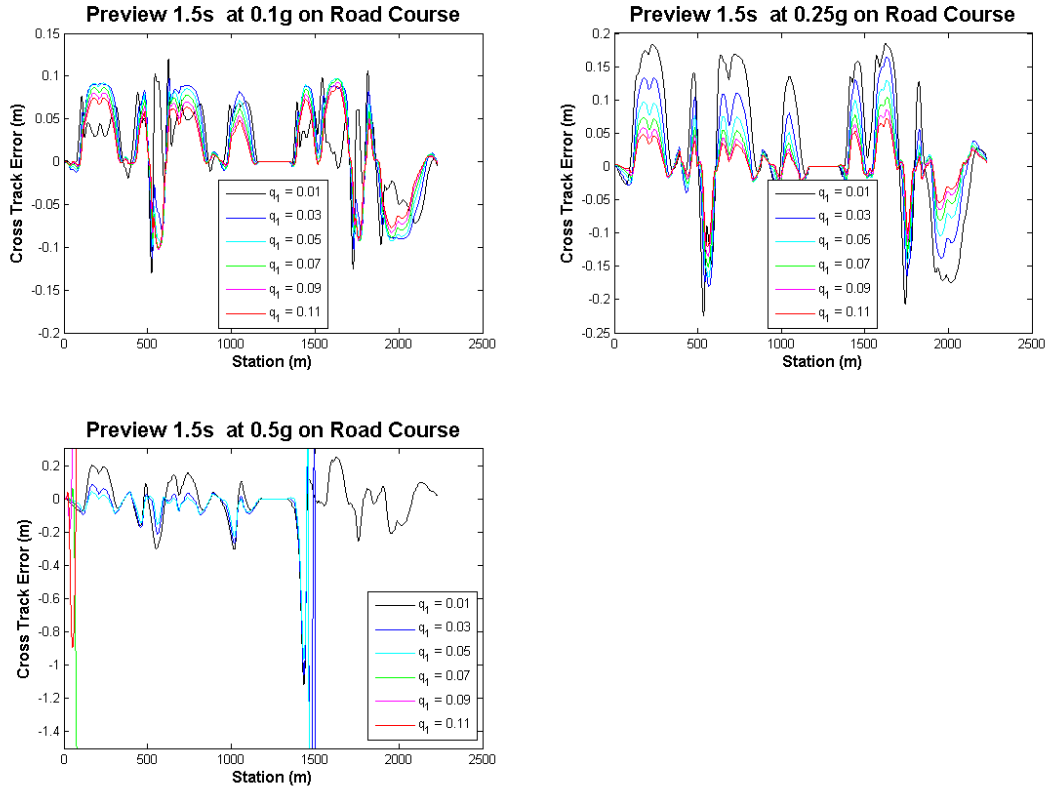 Preview 1.5s at 0.1g on Road Course
0.15
0.1
0.05
0
-0.05
-0.1
-0.15
-0.2
Cross Track Error (m)
q1 = 0.01
q1 = 0.03
q1 = 0.05
q1 = 0.07
q1 = 0.09
q1 = 0.11
0 500 1000 1500 2000 2500
Station (m)
Preview 1.5s at 0.25g on Road Course
0.2
0.15
0.1
0.05
0
-0.05
-0.1
-0.15
-0.2
-0.25
Cross Track Error (m)
q1 = 0.01
q1 = 0.03
q1 = 0.05
q1 = 0.07
q1 = 0.09
q1 = 0.11
0 500 1000 1500 2000 2500
Station (m)
Preview 1.5s at 0.5g on Road Course
0.2
0
-0.2
-0.4
-0.6
-0.8
-1
-1.2
-1.4
Cross Track Error (m)
q1 = 0.01
q1 = 0.03
q1 = 0.05
q1 = 0.07
q1 = 0.09
q1 = 0.11
0 500 1000 1500 2000 2500
Station (m)